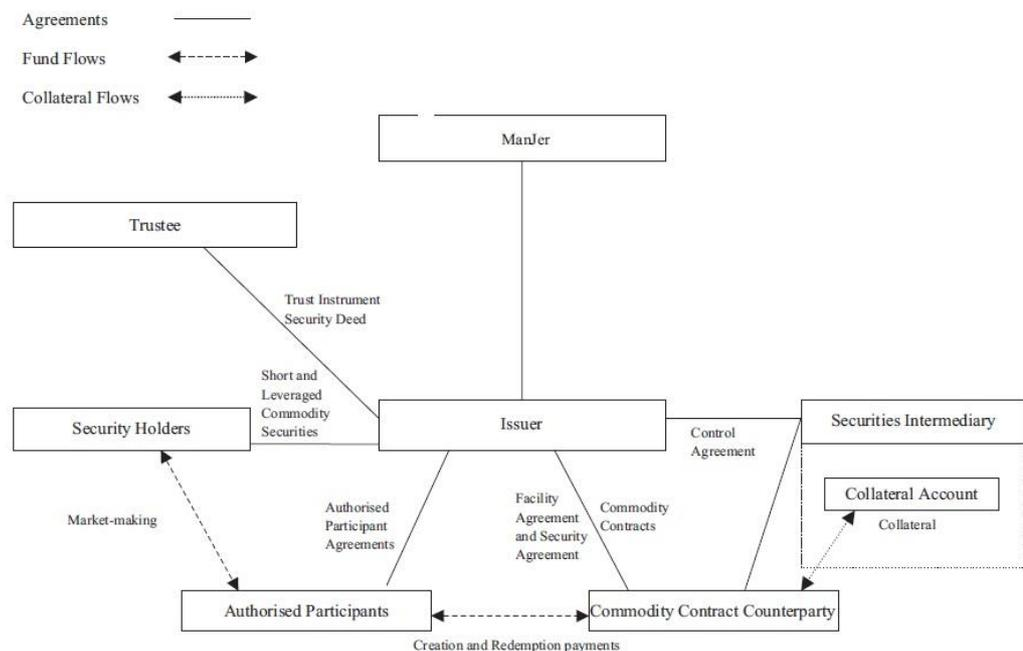 Agreements
Fund Flows
Collateral Flows
ManJer
Trustee
Trust Instrument
Security Deed
Short and
Leveraged
Commodity
Securities
Security Holders
Issuer
Control
Agreement
Securities Intermediary
Collateral Account
Collateral
Market-making
Authorised
Participant
Agreements
Facility
Agreement
and Security
Agreement
Commodity
Contracts
Authorised Participants
Commodity Contract Counterparty
Creation and Redemption payments